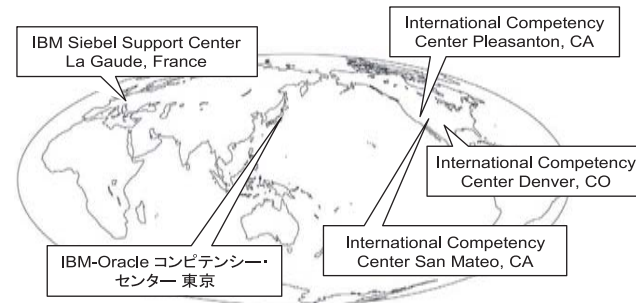 IBM Siebel Support Center
La Gaude, France
International Competency
Center Pleasanton, CA
International Competency
Center Denver, CO
IBM-Oracle コンピテンシー・
センター 東京
International Competency
Center San Mateo, CA